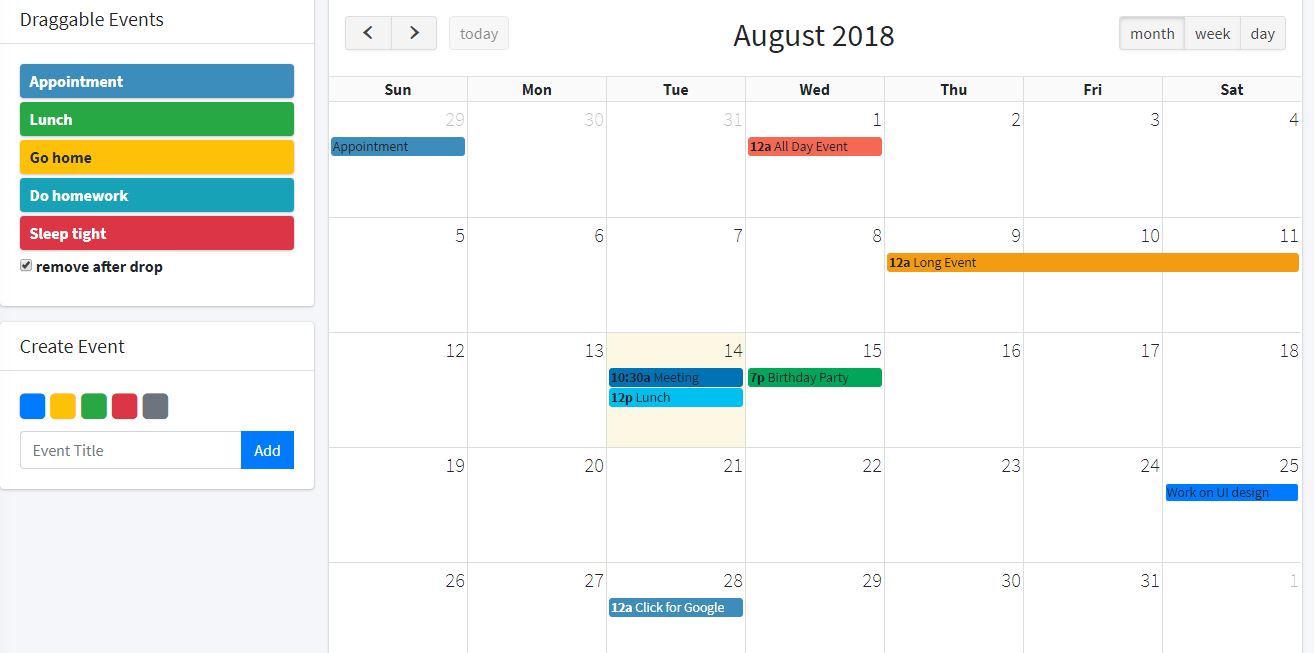 Draggable Events
Appointment
Lunch
Go home
Do homework
Sleep tight
remove after drop
Create Event
Event Title Add
today August 2018 month week day
Sun Mon Tue Wed Thu Fri Sat
29 30 31 1 2 3 4
Appointment 12a All Day Event
5 6 7 8 9 10 11
12a Long Event
12 13 14 15 16 17 18
10:30a Meeting 7p Birthday Party
12p Lunch
19 20 21 22 23 24 25
Work on UI design
26 27 28 29 30 31 1
12a Click for Google